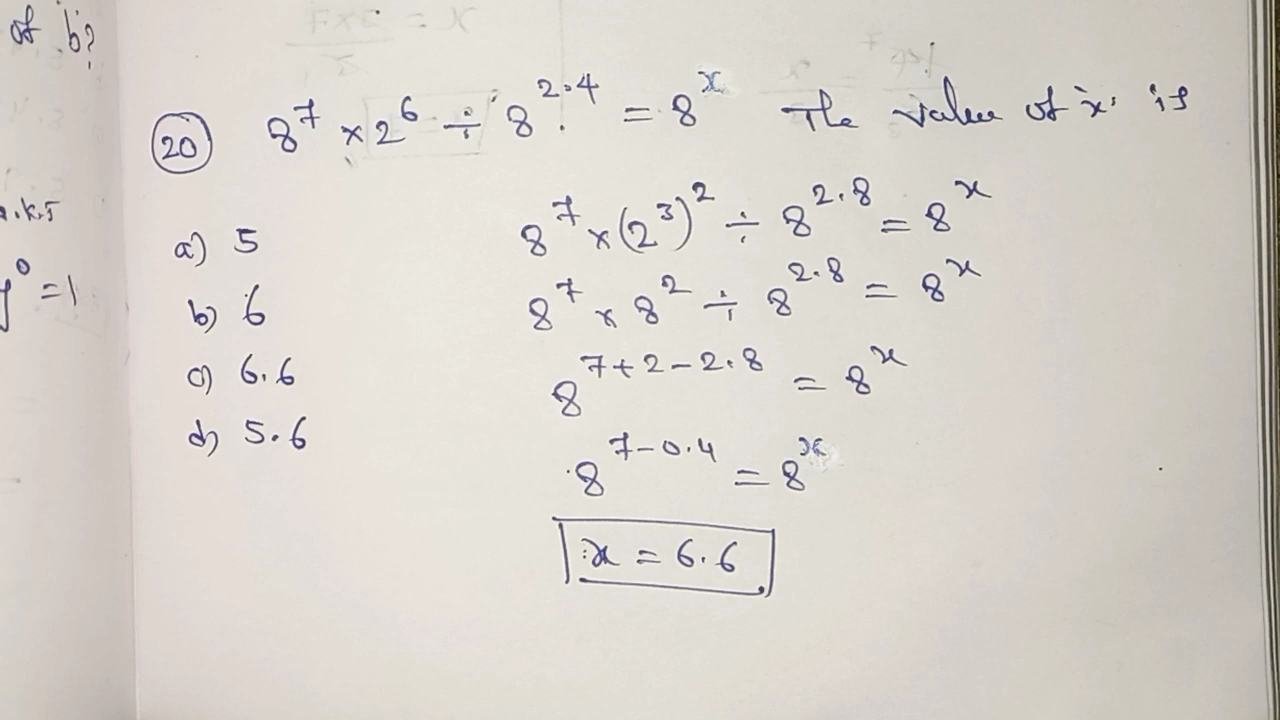 of b?
20 8^7 × 2^6 ÷ 8^2.4 = 8^x The value of 'x' is
a) 5
b) 6
c) 6.6
d) 5.6
8^7 × (2^3)^2 ÷ 8^2.8 = 8^x
8^7 × 8^2 ÷ 8^2.8 = 8^x
8^7+2-2.8 = 8^x
8^7-0.4 = 8^x
x = 6.6
y^0 = 1